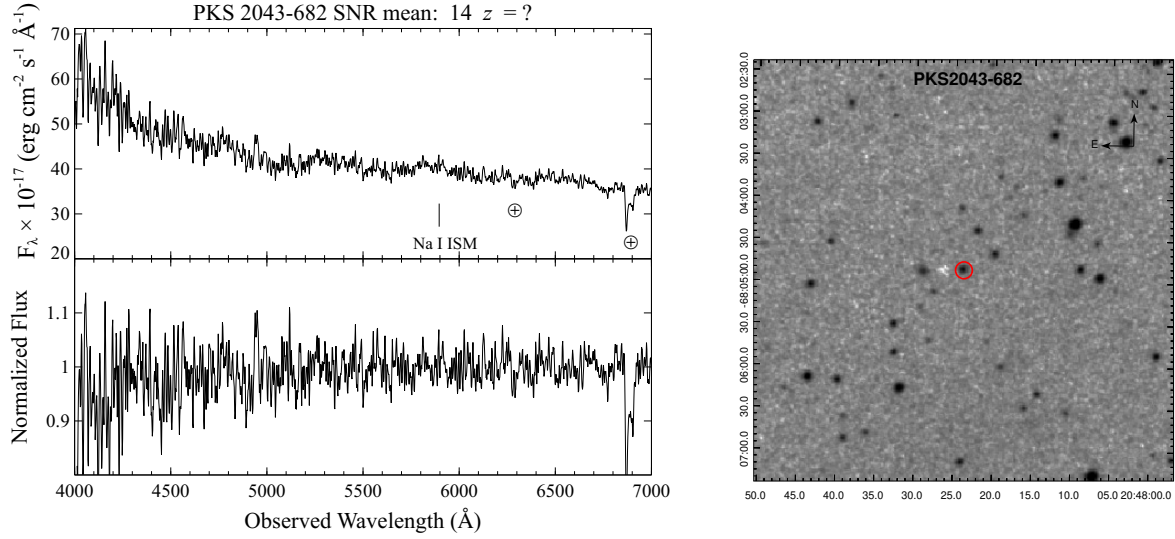 PKS 2043-682 SNR mean: 14 z = ?
F_λ × 10^-17 (erg cm^-2 s^-1 Å^-1)
70
60
50
40
30
20
Na I ISM
⊕
⊕
Normalized Flux
1.1
1
0.9
4000 4500 5000 5500 6000 6500 7000
Observed Wavelength (Å)
PKS2043-682
N
E
02:30.0
03:00.0
30.0
04:00.0
30.0
-68:05:00.0
30.0
06:00.0
30.0
07:00.0
50.0 45.0 40.0 35.0 30.0 25.0 20.0 15.0 10.0 05.0 20:48:00.0